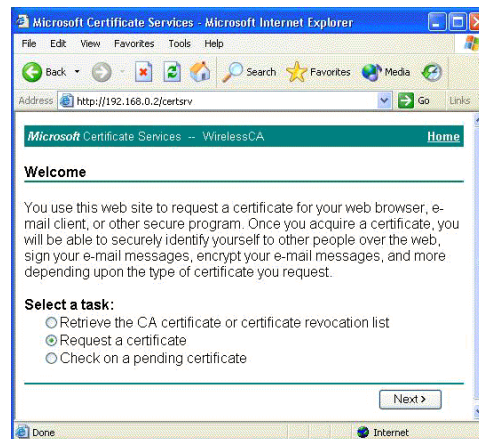 Microsoft Certificate Services - Microsoft Internet Explorer
File Edit View Favorites Tools Help
Back Search Favorites Media
Address http://192.168.0.2/certsrv Go Links
Microsoft Certificate Services -- WirelessCA Home
Welcome
You use this web site to request a certificate for your web browser, e-
mail client, or other secure program. Once you acquire a certificate, you
will be able to securely identify yourself to other people over the web,
sign your e-mail messages, encrypt your e-mail messages, and more
depending upon the type of certificate you request.
Select a task:
Retrieve the CA certificate or certificate revocation list
Request a certificate
Check on a pending certificate
Next >
Done Internet